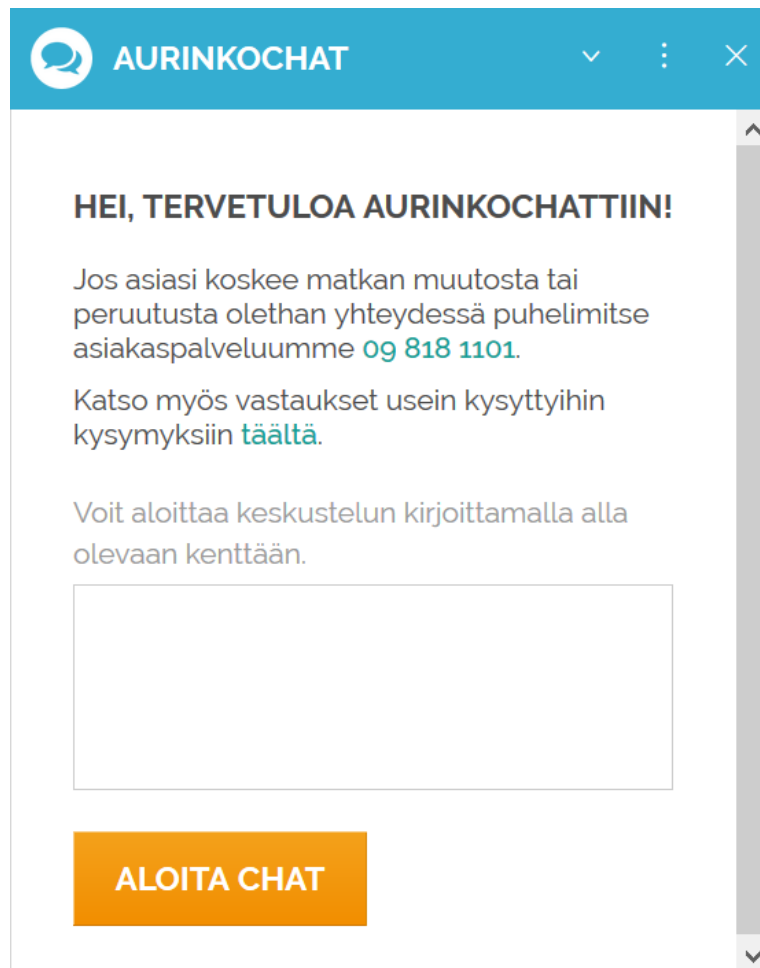 AURINKOCHAT
HEI, TERVETULOA AURINKOCHATTIIN!
Jos asiasi koskee matkan muutosta tai
peruutusta olethan yhteydessä puhelimitse
asiakaspalveluumme 09 818 1101.
Katso myös vastaukset usein kysyttyihin
kysymyksiin täältä.
Voit aloittaa keskustelun kirjoittamalla alla
olevaan kenttään.
ALOITA CHAT